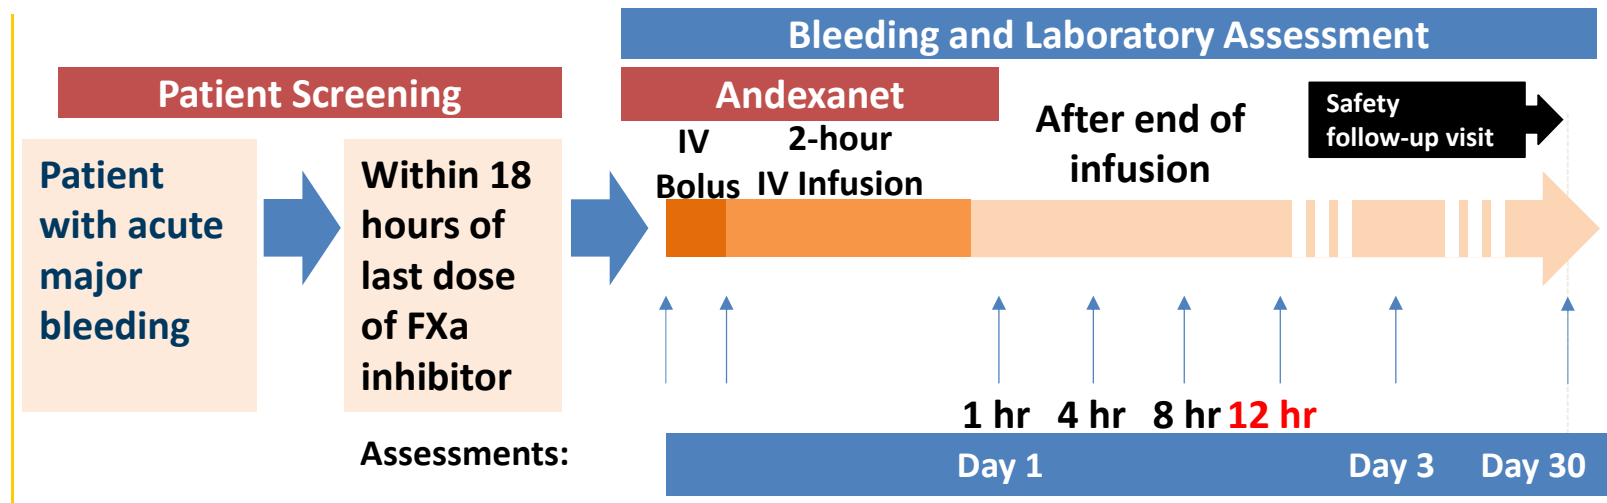 Bleeding and Laboratory Assessment
Patient Screening
Andexanet
Safety
follow-up visit
After end of
infusion
IV
Bolus
2-hour
IV Infusion
Patient
with acute
major
bleeding
Within 18
hours of
last dose
of FXa
inhibitor
1 hr 4 hr 8 hr 12 hr
Assessments:
Day 1 Day 3 Day 30